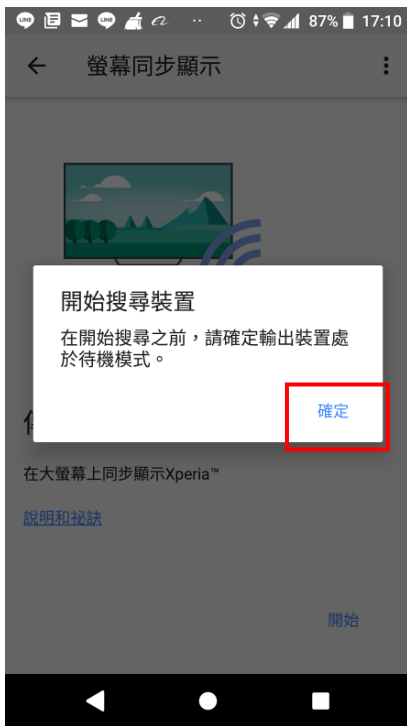 LINE LINE 87% 17:10
螢幕同步顯示
開始搜尋裝置
在開始搜尋之前，請確定輸出裝置處
於待機模式。
確定
在大螢幕上同步顯示Xperia™
說明和祕訣
開始